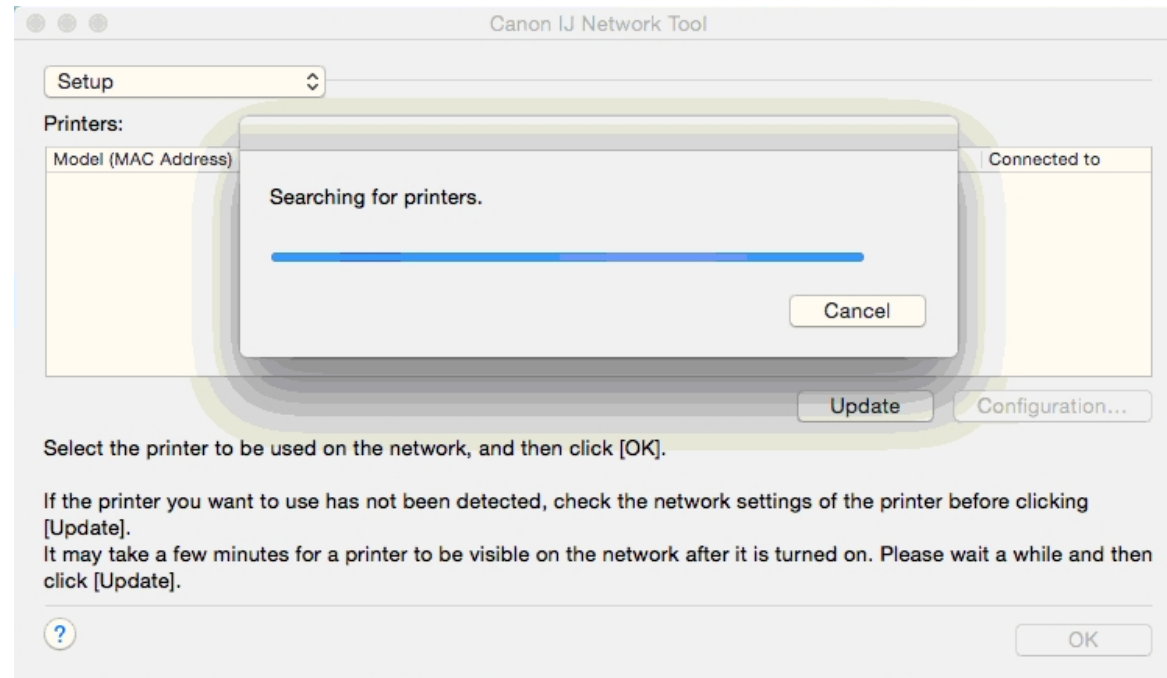 Canon IJ Network Tool
Setup
Printers:
Model (MAC Address)
Connected to
Searching for printers.
Cancel
Update
Configuration...
Select the printer to be used on the network, and then click [OK].
If the printer you want to use has not been detected, check the network settings of the printer before clicking
[Update].
It may take a few minutes for a printer to be visible on the network after it is turned on. Please wait a while and then
click [Update].
?
OK